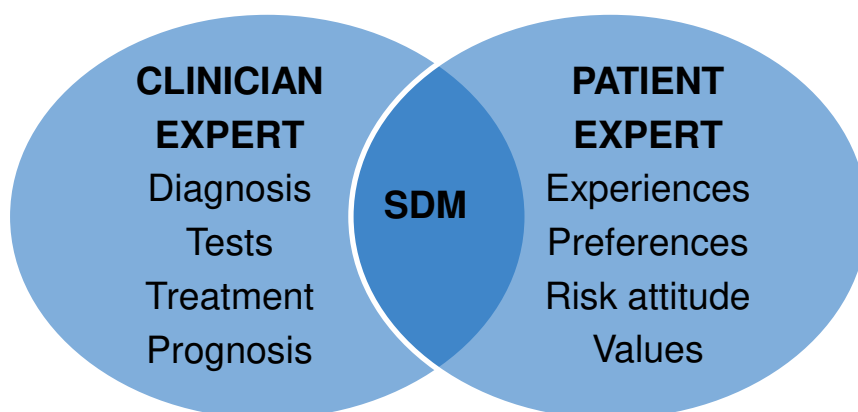 CLINICIAN
EXPERT
Diagnosis
Tests
Treatment
Prognosis
SDM
PATIENT
EXPERT
Experiences
Preferences
Risk attitude
Values